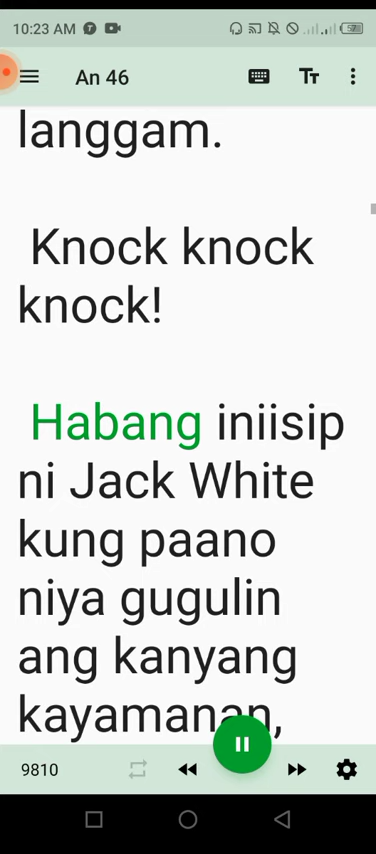 10:23 AM
57
An 46
langgam.
Knock knock
knock!
Habang iniisip
ni Jack White
kung paano
niya gugulin
ang kanyang
kayamanan,
9810